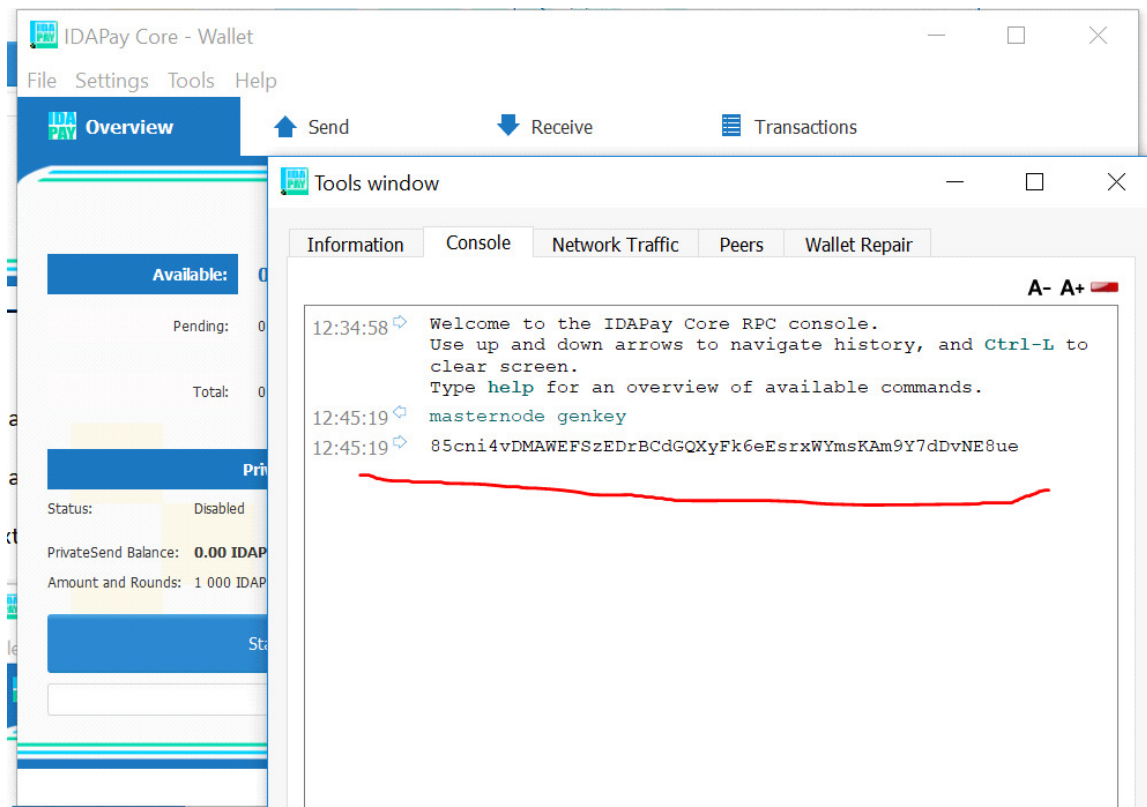 IDAPay Core - Wallet
File Settings Tools Help
IDA PAY Overview Send Receive Transactions
Tools window
Information Console Network Traffic Peers Wallet Repair
A- A+
Available:
Pending:
Total:
Status: Disabled
PrivateSend Balance: 0.00 IDAP
Amount and Rounds: 1 000 IDAP
12:34:58 Welcome to the IDAPay Core RPC console.
Use up and down arrows to navigate history, and Ctrl-L to
clear screen.
Type help for an overview of available commands.
12:45:19 masternode genkey
12:45:19 85cni4vDMAWEFSzEDrBCdGQXyFk6eEsrxWYmsKAm9Y7dDvNE8ue